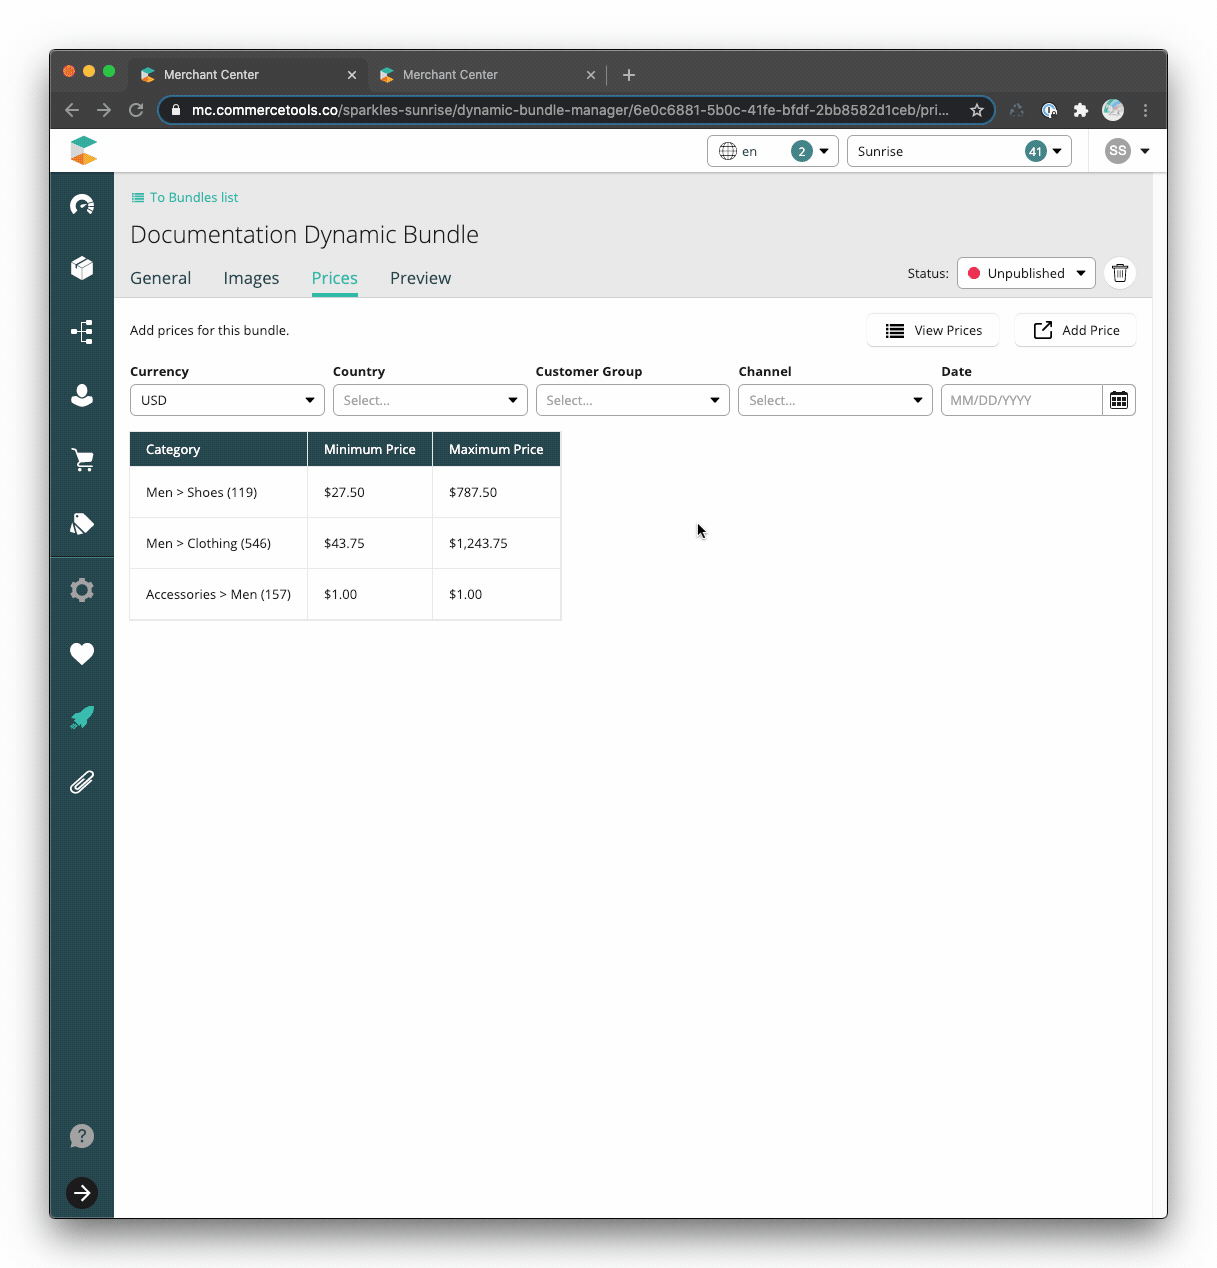 Merchant Center
Merchant Center
mc.commercetools.co/sparkles-sunrise/dynamic-bundle-manager/6e0c6881-5b0c-41fe-bfdf-2bb8582d1ceb/pri...
en 2 Sunrise 41 SS
To Bundles list
Documentation Dynamic Bundle
General Images Prices Preview Status: Unpublished
Add prices for this bundle. View Prices Add Price
Currency Country Customer Group Channel Date
USD Select... Select... Select... MM/DD/YYYY
Category Minimum Price Maximum Price
Men > Shoes (119) $27.50 $787.50
Men > Clothing (546) $43.75 $1,243.75
Accessories > Men (157) $1.00 $1.00
?